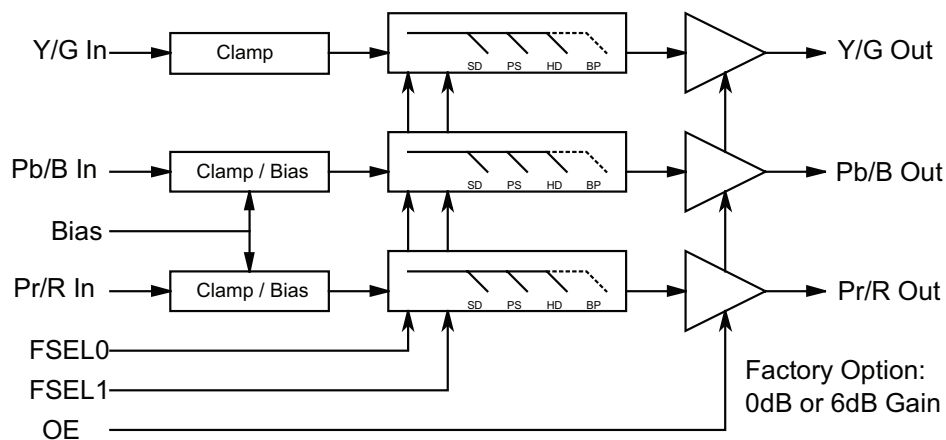 Y/G In
Clamp
SD PS HD BP
Y/G Out
Pb/B In
Clamp / Bias
SD PS HD BP
Pb/B Out
Bias
Pr/R In
Clamp / Bias
SD PS HD BP
Pr/R Out
FSEL0
FSEL1
OE
Factory Option:
0dB or 6dB Gain